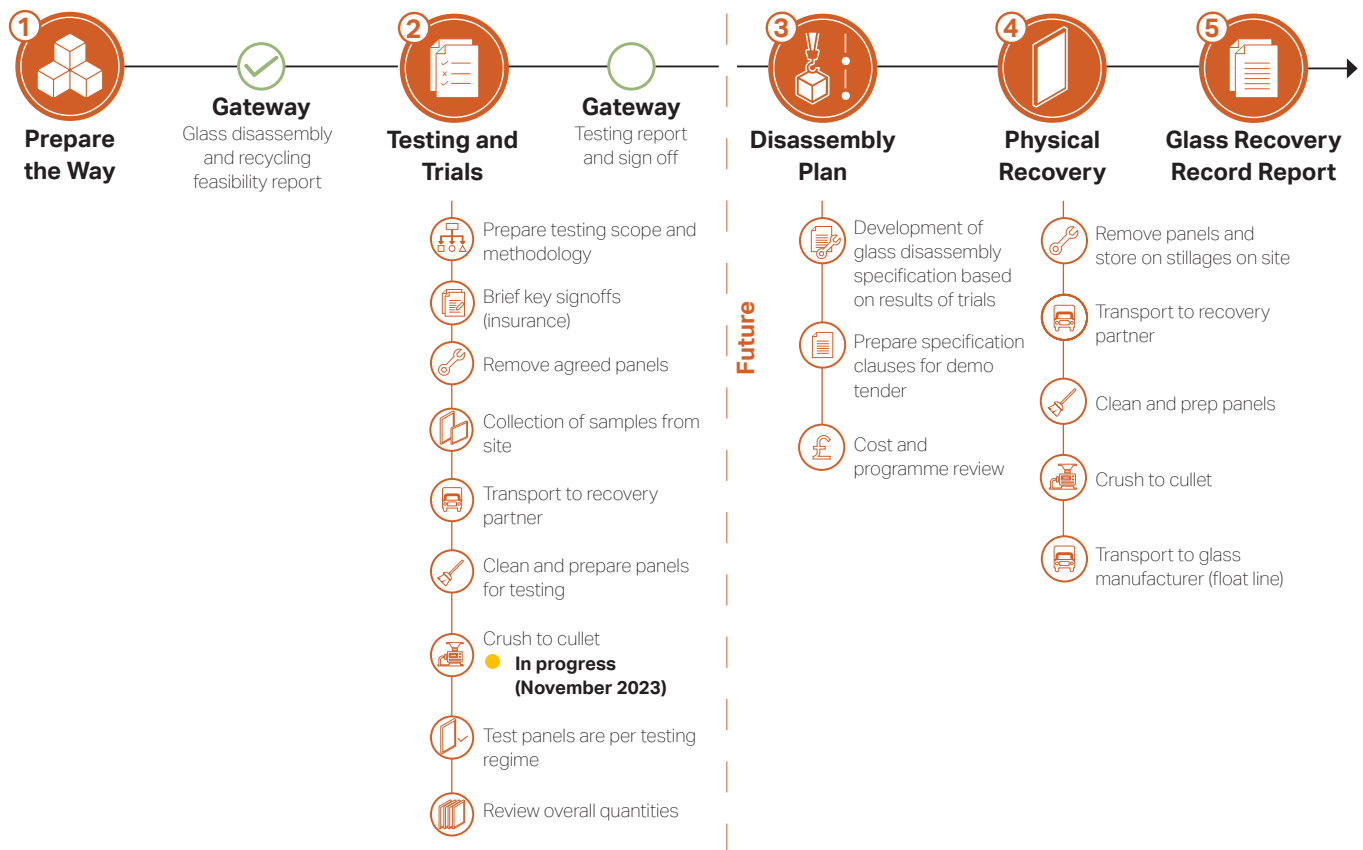 1
Prepare
the Way
Gateway
Glass disassembly
and recycling
feasibility report
2
Testing and
Trials
Prepare testing scope and
methodology
Brief key signoffs
(insurance)
Remove agreed panels
Collection of samples from
site
Transport to recovery
partner
Clean and prepare panels
for testing
Crush to cullet
In progress
(November 2023)
Test panels are per testing
regime
Review overall quantities
Gateway
Testing report
and sign off
Future
3
Disassembly
Plan
Development of
glass disassembly
specification based
on results of trials
Prepare specification
clauses for demo
tender
£
Cost and
programme review
4
Physical
Recovery
Remove panels and
store on stillages on site
Transport to recovery
partner
Clean and prep panels
Crush to cullet
Transport to glass
manufacturer (float line)
5
Glass Recovery
Record Report